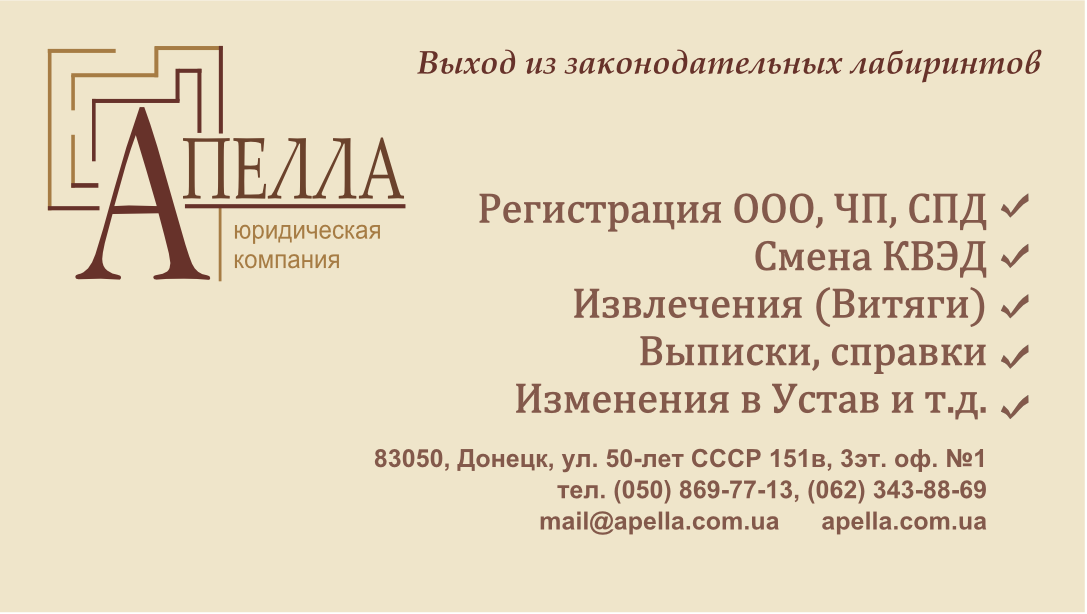 Выход из законодательных лабиринтов
АПЕЛЛА
юридическая
компания
Регистрация ООО, ЧП, СПД
Смена КВЭД
Извлечения (Витяги)
Выписки, справки
Изменения в Устав и т.д.
83050, Донецк, ул. 50-лет СССР 151в, 3эт. оф. №1
тел. (050) 869-77-13, (062) 343-88-69
mail@apella.com.ua apella.com.ua